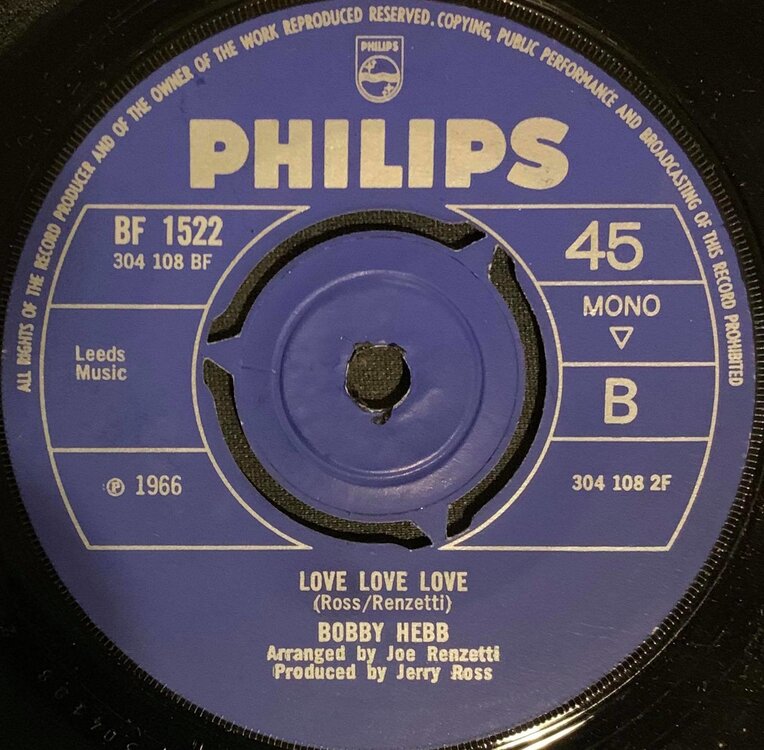 ALL RIGHTS OF THE RECORD PRODUCER AND OF THE OWNER OF THE WORK REPRODUCED RESERVED. COPYING, PUBLIC PERFORMANCE AND BROADCASTING OF THIS RECORD PROHIBITED
PHILIPS
PHILIPS
BF 1522
304 108 BF
45
MONO
Leeds
Music
B
℗ 1966
304 108 2F
LOVE LOVE LOVE
(Ross/Renzetti)
BOBBY HEBB
Arranged by Joe Renzetti
Produced by Jerry Ross